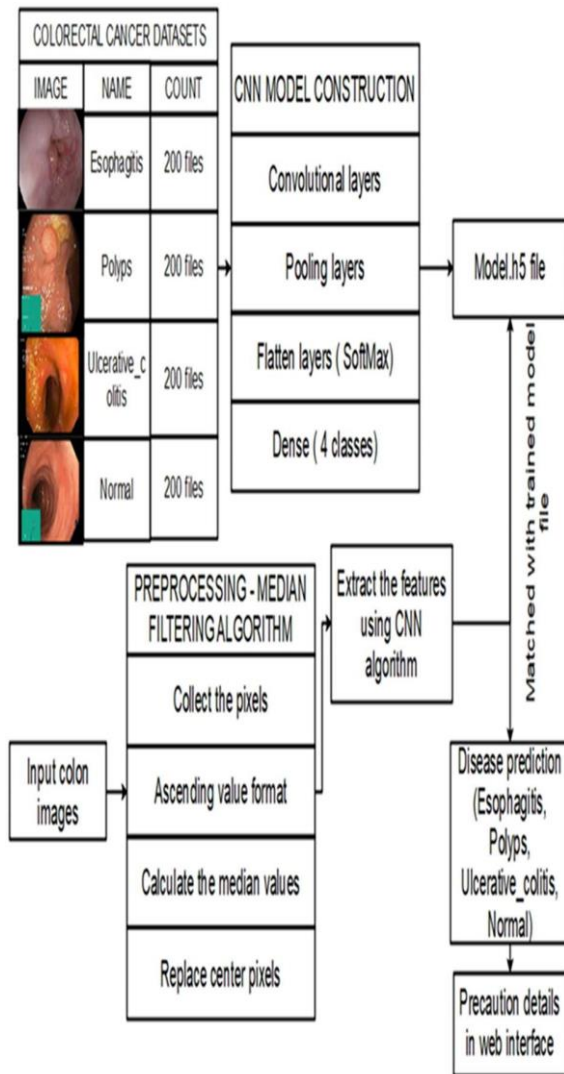 COLORECTAL CANCER DATASETS
IMAGE NAME COUNT
Esophagitis 200 files
Polyps 200 files
Ulcerative_c
olitis
200 files
Normal 200 files
CNN MODEL CONSTRUCTION
Convolutional layers
Pooling layers
Flatten layers ( SoftMax)
Dense ( 4 classes)
Model.h5 file
Matched with trained model
file
Input colon
images
PREPROCESSING - MEDIAN
FILTERING ALGORITHM
Collect the pixels
Ascending value format
Calculate the median values
Replace center pixels
Extract the features
using CNN
algorithm
Disease prediction
(Esophagitis,
Polyps,
Ulcerative_colitis,
Normal)
Precaution details
in web interface